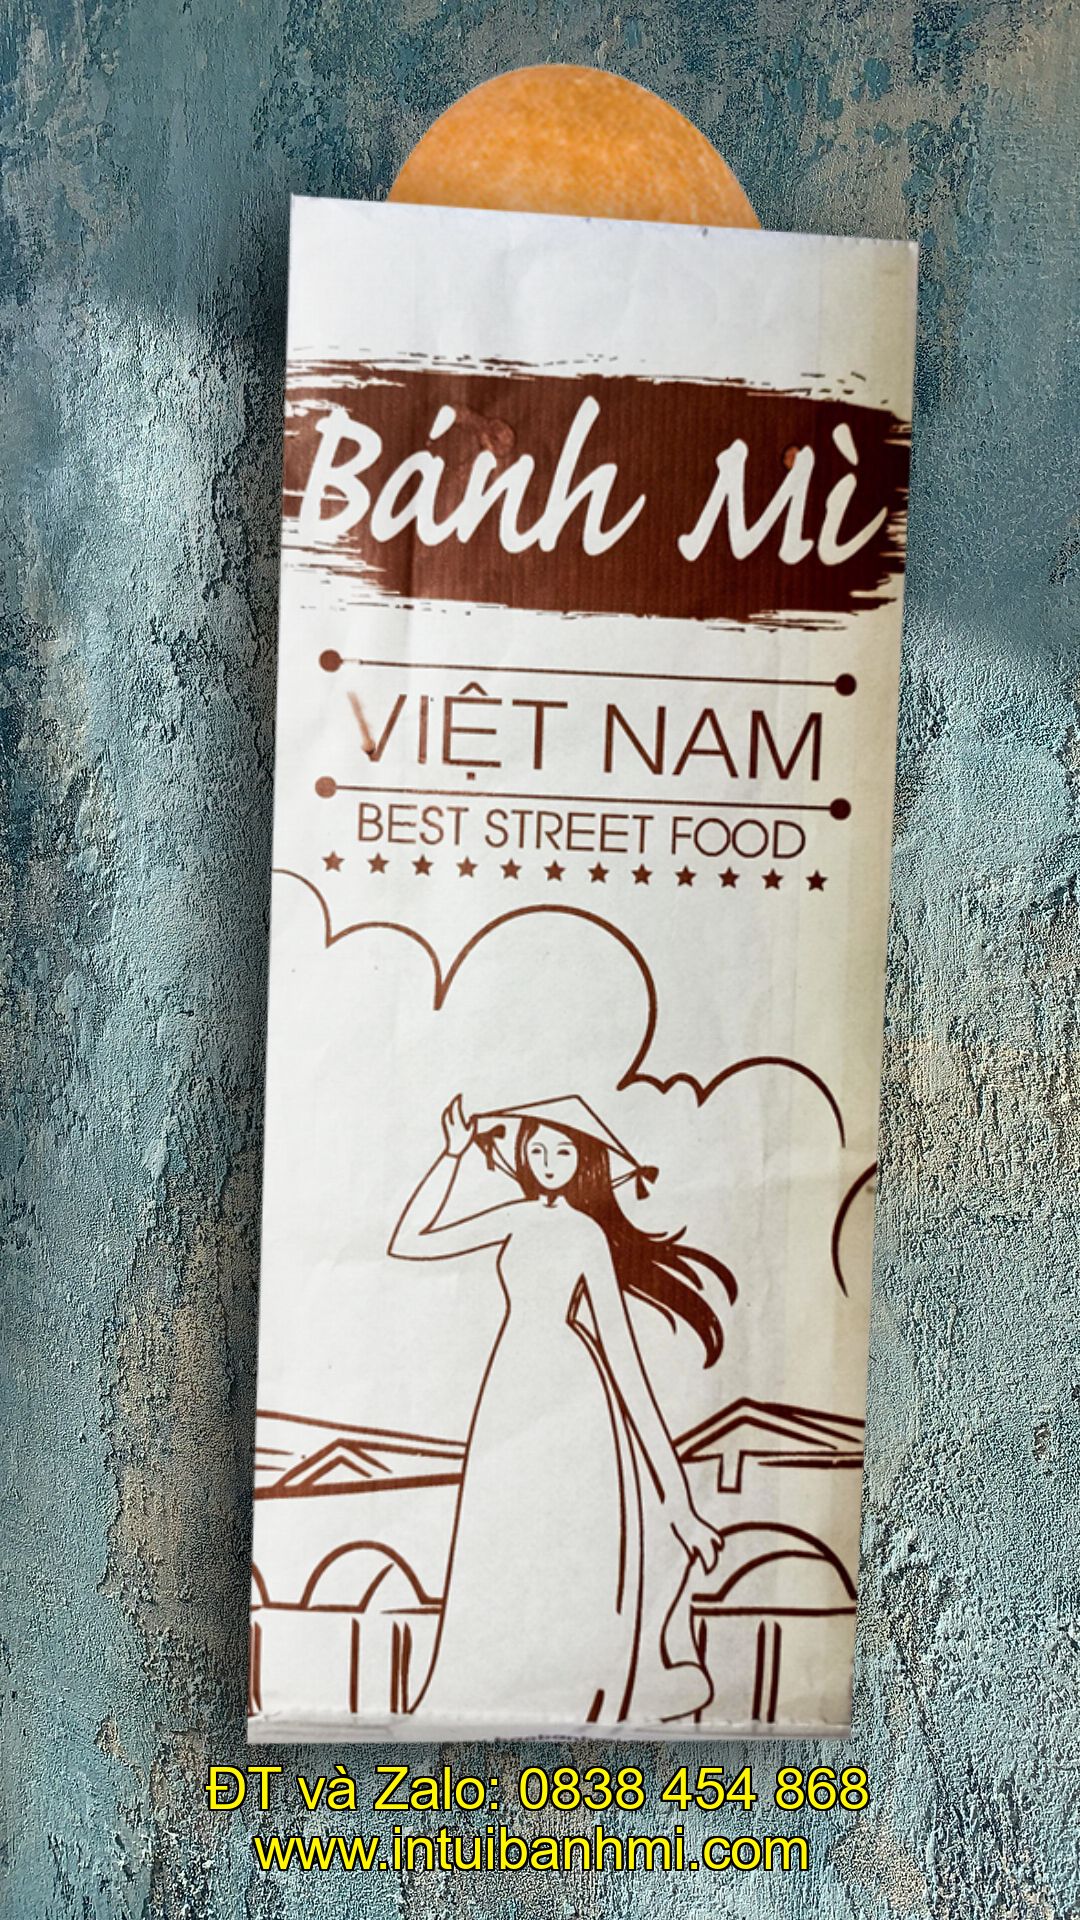 Bánh Mì
VIỆT NAM
BEST STREET FOOD
ĐT và Zalo: 0838 454 868
www.intuibanhmi.com